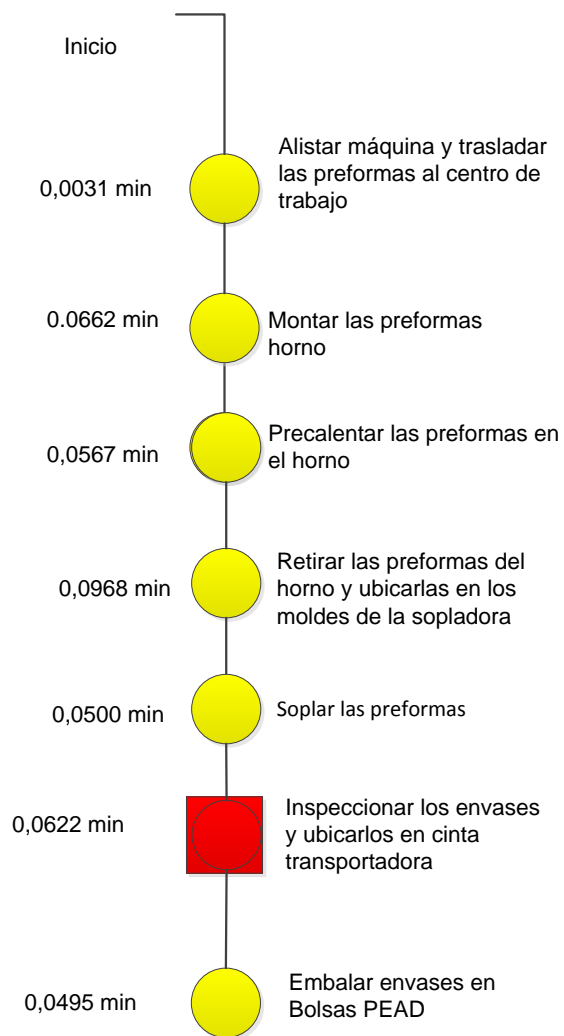 Inicio
0,0031 min
Alistar máquina y trasladar
las preformas al centro de
trabajo
0.0662 min
Montar las preformas
horno
0,0567 min
Precalentar las preformas en
el horno
0,0968 min
Retirar las preformas del
horno y ubicarlas en los
moldes de la sopladora
0,0500 min
Soplar las preformas
0,0622 min
Inspeccionar los envases
y ubicarlos en cinta
transportadora
0,0495 min
Embalar envases en
Bolsas PEAD